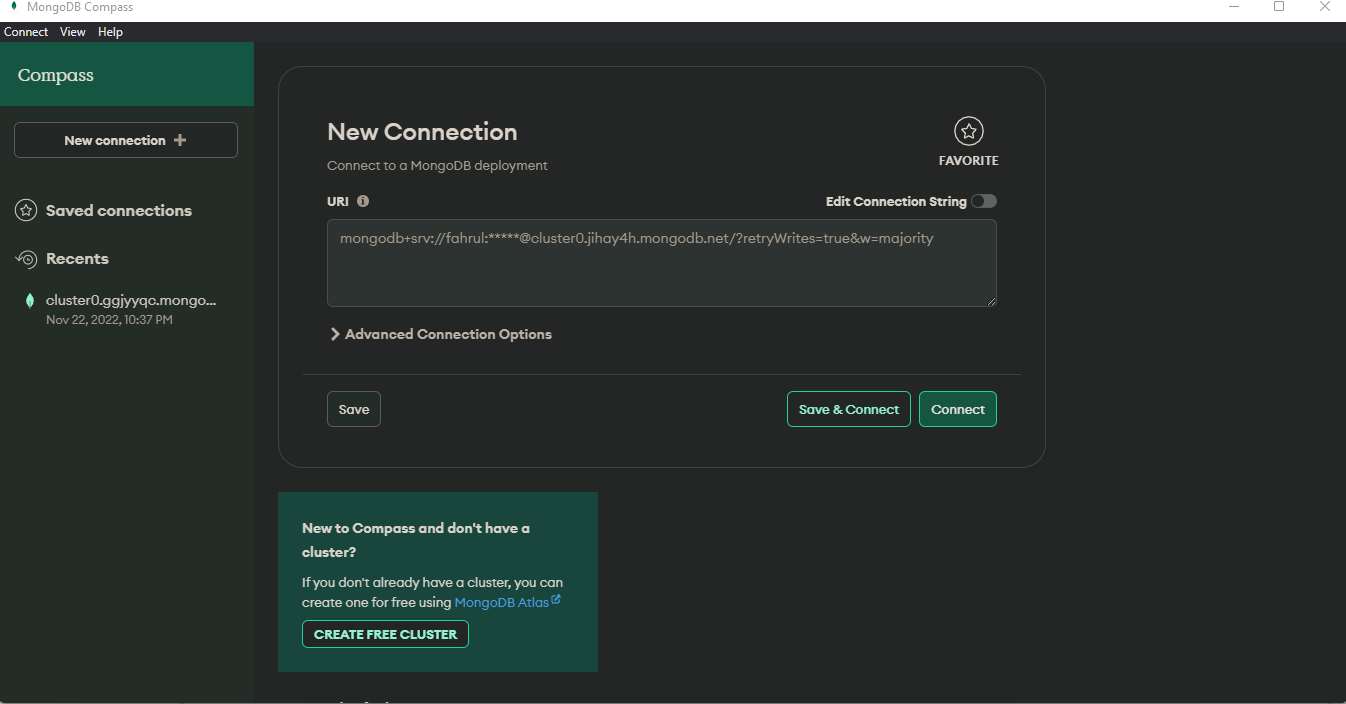 MongoDB Compass
Connect View Help
Compass
New connection
Saved connections
Recents
cluster0.ggjyyqc.mongo...
Nov 22, 2022, 10:37 PM
New Connection
Connect to a MongoDB deployment
FAVORITE
URI
Edit Connection String
mongodb+srv://fahrul:*****@cluster0.jihay4h.mongodb.net/?retryWrites=true&w=majority
Advanced Connection Options
Save
Save & Connect
Connect
New to Compass and don't have a
cluster?
If you don't already have a cluster, you can
create one for free using MongoDB Atlas
CREATE FREE CLUSTER